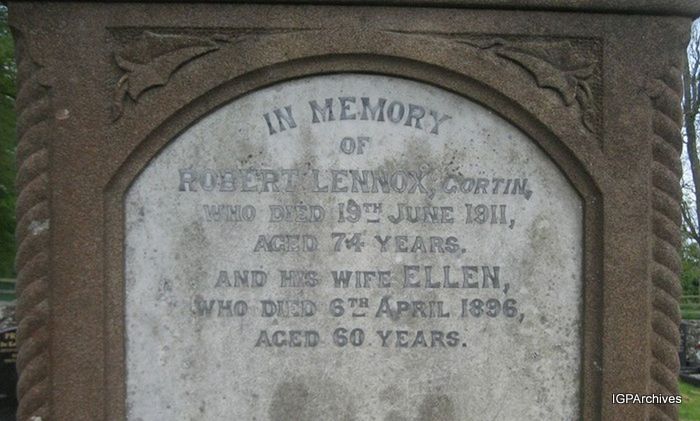 IN MEMORY
OF
ROBERT LENNOX, GORTIN,
WHO DIED 19TH JUNE 1911,
AGED 74 YEARS.
AND HIS WIFE ELLEN,
WHO DIED 6TH APRIL 1896,
AGED 60 YEARS.
IGPArchives